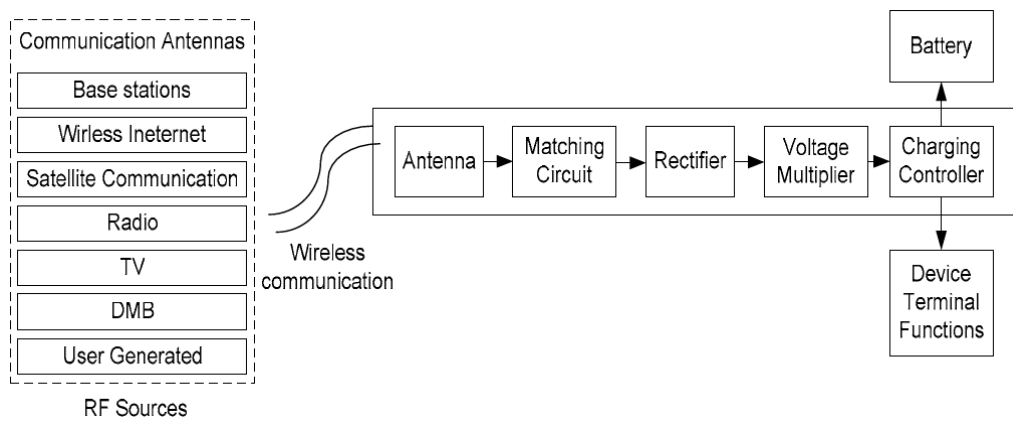 Communication Antennas
Base stations
Wirless Ineternet
Satellite Communication
Radio
TV
DMB
User Generated
RF Sources
Wireless
communication
Antenna
Matching
Circuit
Rectifier
Voltage
Multiplier
Charging
Controller
Battery
Device
Terminal
Functions